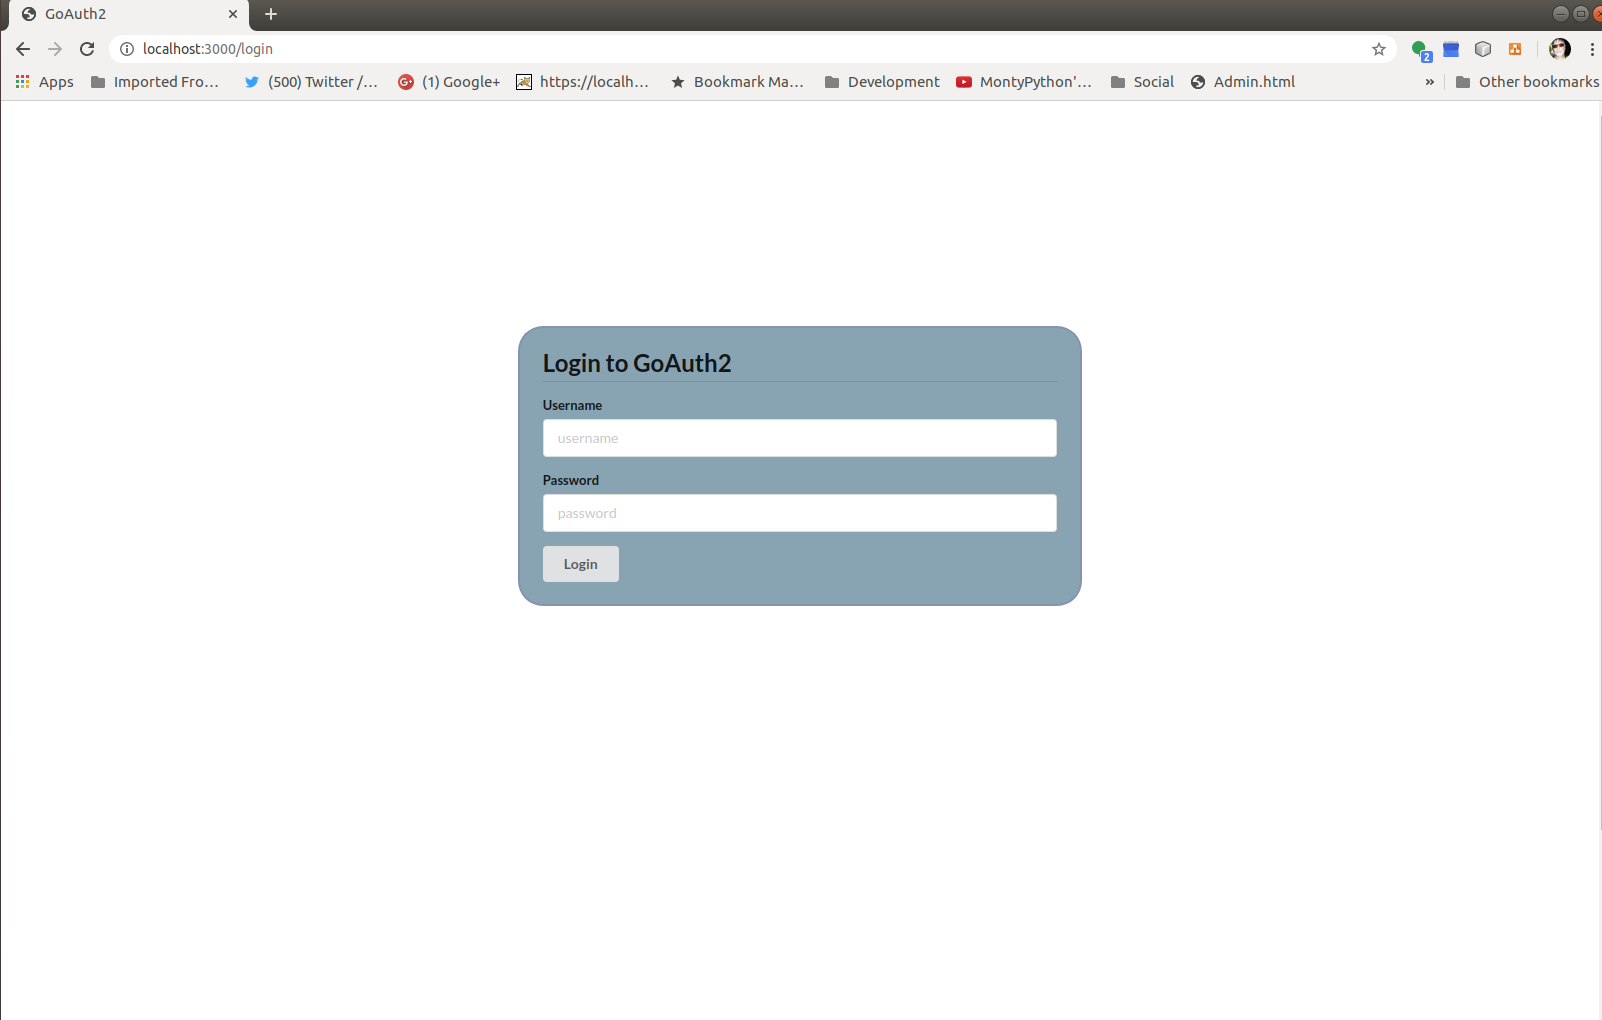 GoAuth2
localhost:3000/login
2
Apps Imported Fro... (500) Twitter /... G+ (1) Google+ https://localh... Bookmark Ma... Development MontyPython'... Social Admin.html » Other bookmarks
Login to GoAuth2
Username
username
Password
password
Login